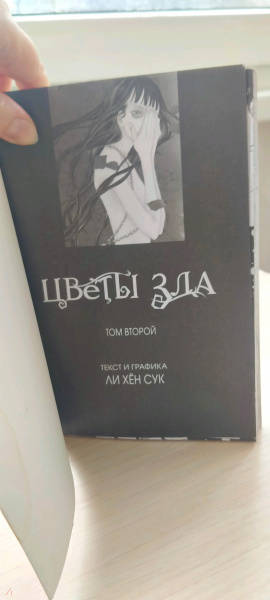 ЦВеТЫ ЗЛА
ТОМ ВТОРОЙ
ТЕКСТ И ГРАФИКА
ЛИ ХЁН СУК